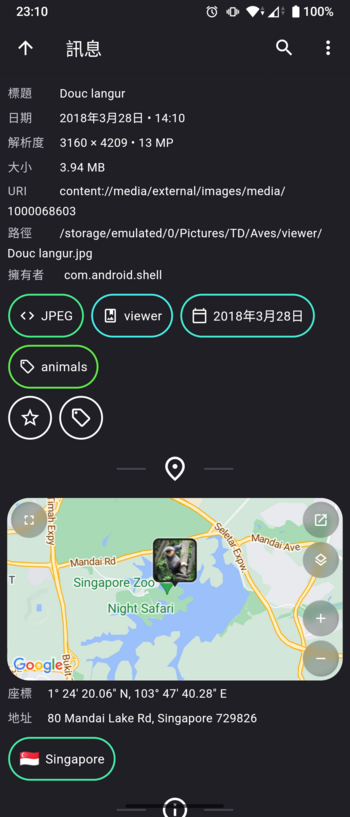 23:10 100%
訊息
標題 Douc langur
日期 2018年3月28日 • 14:10
解析度 3160 × 4209 • 13 MP
大小 3.94 MB
URI content://media/external/images/media/
1000068603
路徑 /storage/emulated/0/Pictures/TD/Aves/viewer/
Douc langur.jpg
擁有者 com.android.shell
JPEG viewer 2018年3月28日
animals
Timah Expy
Seletar Expw.
Mandai Ave
Mandai Rd
T
Singapore Zoo
Night Safari
Bukit
Google
座標 1° 24′ 20.06″ N, 103° 47′ 40.28″ E
地址 80 Mandai Lake Rd, Singapore 729826
Singapore